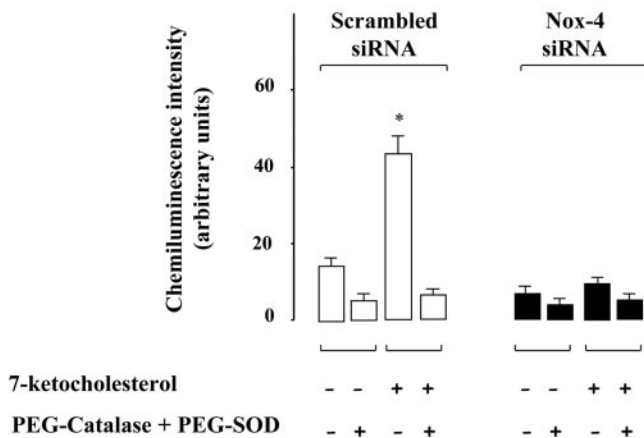 Scrambled
siRNA
Nox-4
siRNA
Chemiluminescence intensity
(arbitrary units)
60
40
20
0
*
7-ketocholesterol – – + + – – + +
PEG-Catalase + PEG-SOD – + – + – + – +